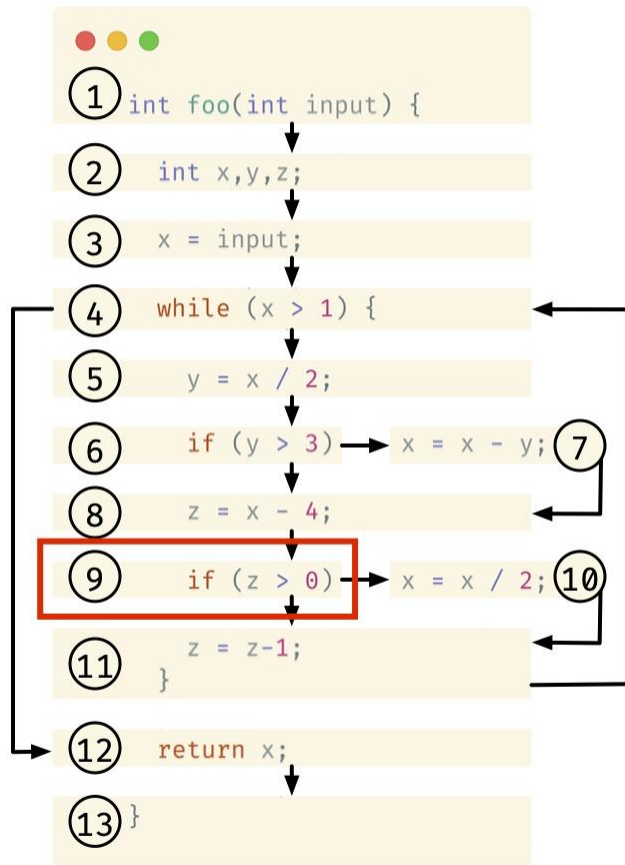 1 int foo(int input) {
2 int x,y,z;
3 x = input;
4 while (x > 1) {
5 y = x / 2;
6 if (y > 3) x = x - y; 7
8 z = x - 4;
9 if (z > 0) x = x / 2; 10
z = z-1;
11 }
12 return x;
13 }